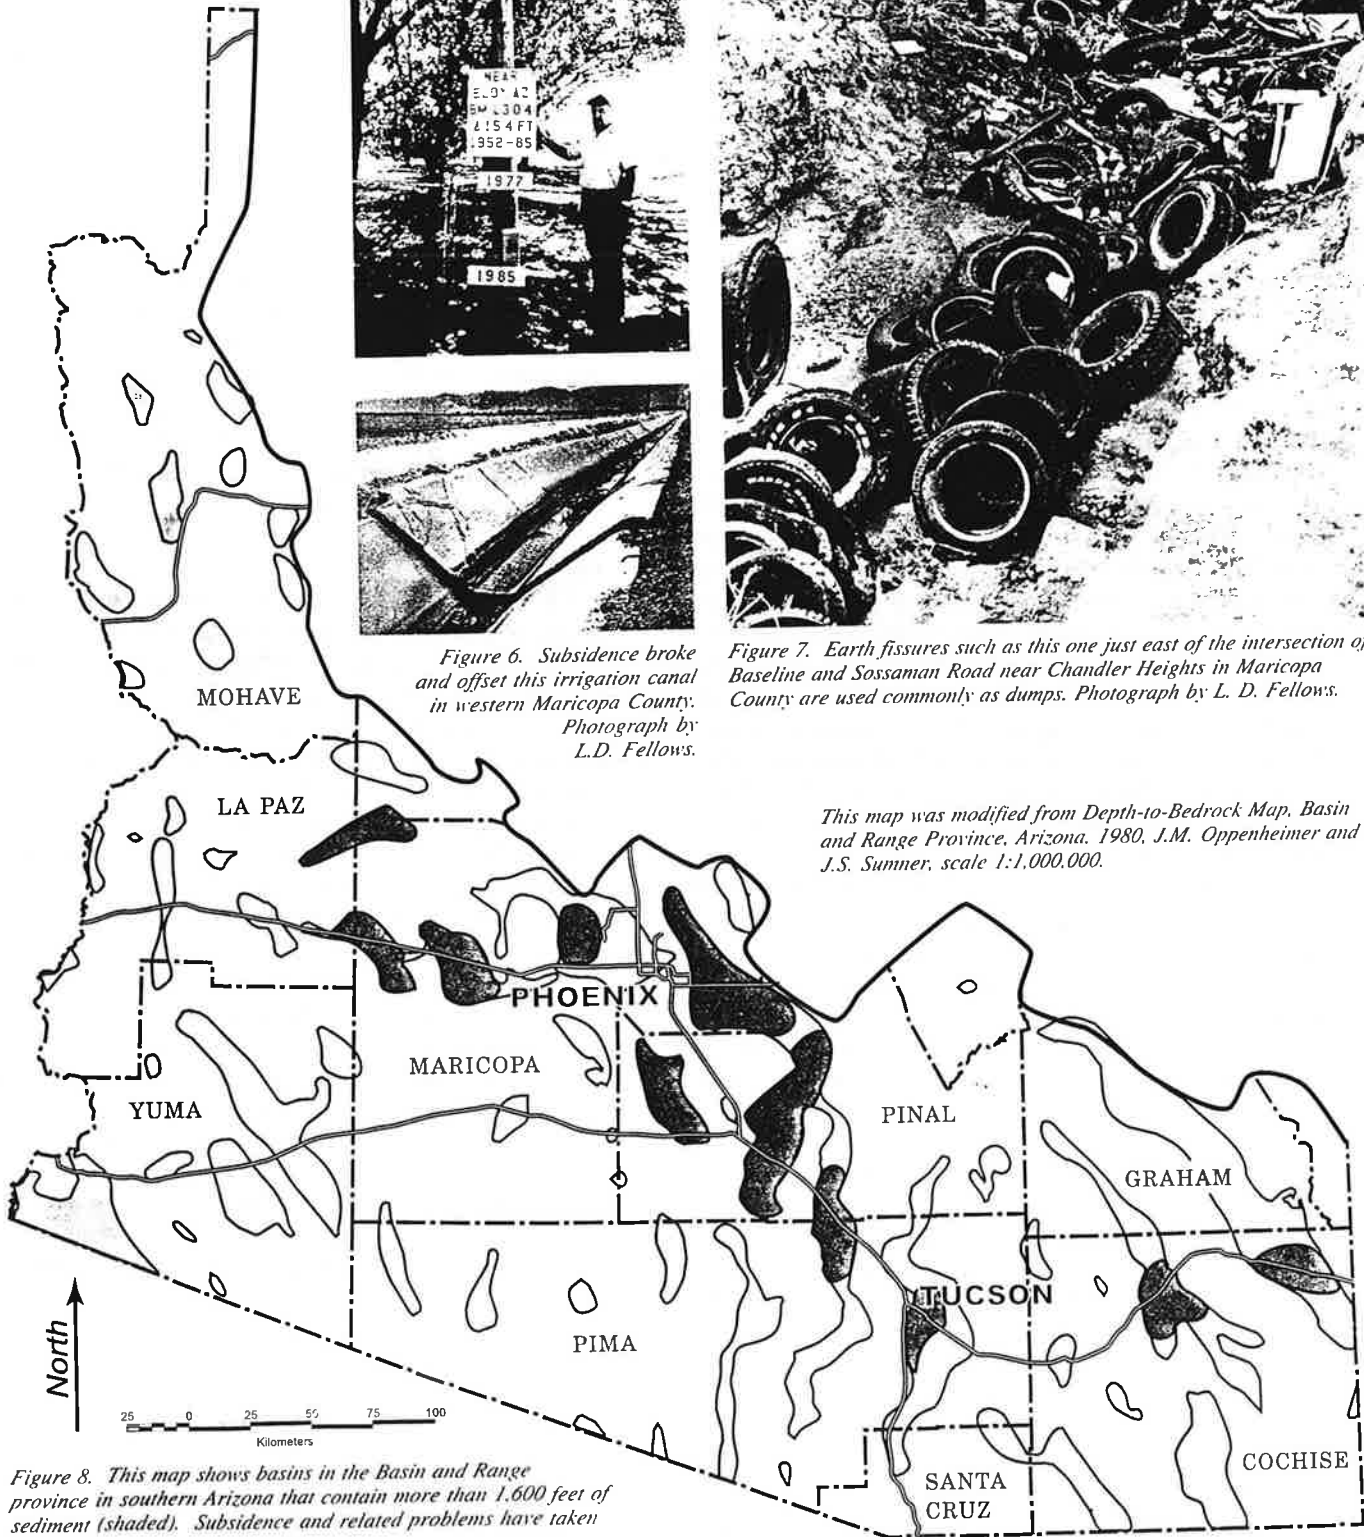 NEAR
ELOY AZ
1952-85
1977
1985
Figure 6. Subsidence broke
and offset this irrigation canal
in western Maricopa County.
Photograph by
L.D. Fellows.
Figure 7. Earth fissures such as this one just east of the intersection of
Baseline and Sossaman Road near Chandler Heights in Maricopa
County are used commonly as dumps. Photograph by L. D. Fellows.
This map was modified from Depth-to-Bedrock Map, Basin
and Range Province, Arizona, 1980, J.M. Oppenheimer and
J.S. Sumner, scale 1:1,000,000.
MOHAVE
LA PAZ
PHOENIX
MARICOPA
YUMA
PINAL
GRAHAM
TUCSON
PIMA
COCHISE
SANTA
CRUZ
North
25 0 25 50 75 100
Kilometers
Figure 8. This map shows basins in the Basin and Range
province in southern Arizona that contain more than 1,600 feet of
sediment (shaded). Subsidence and related problems have taken